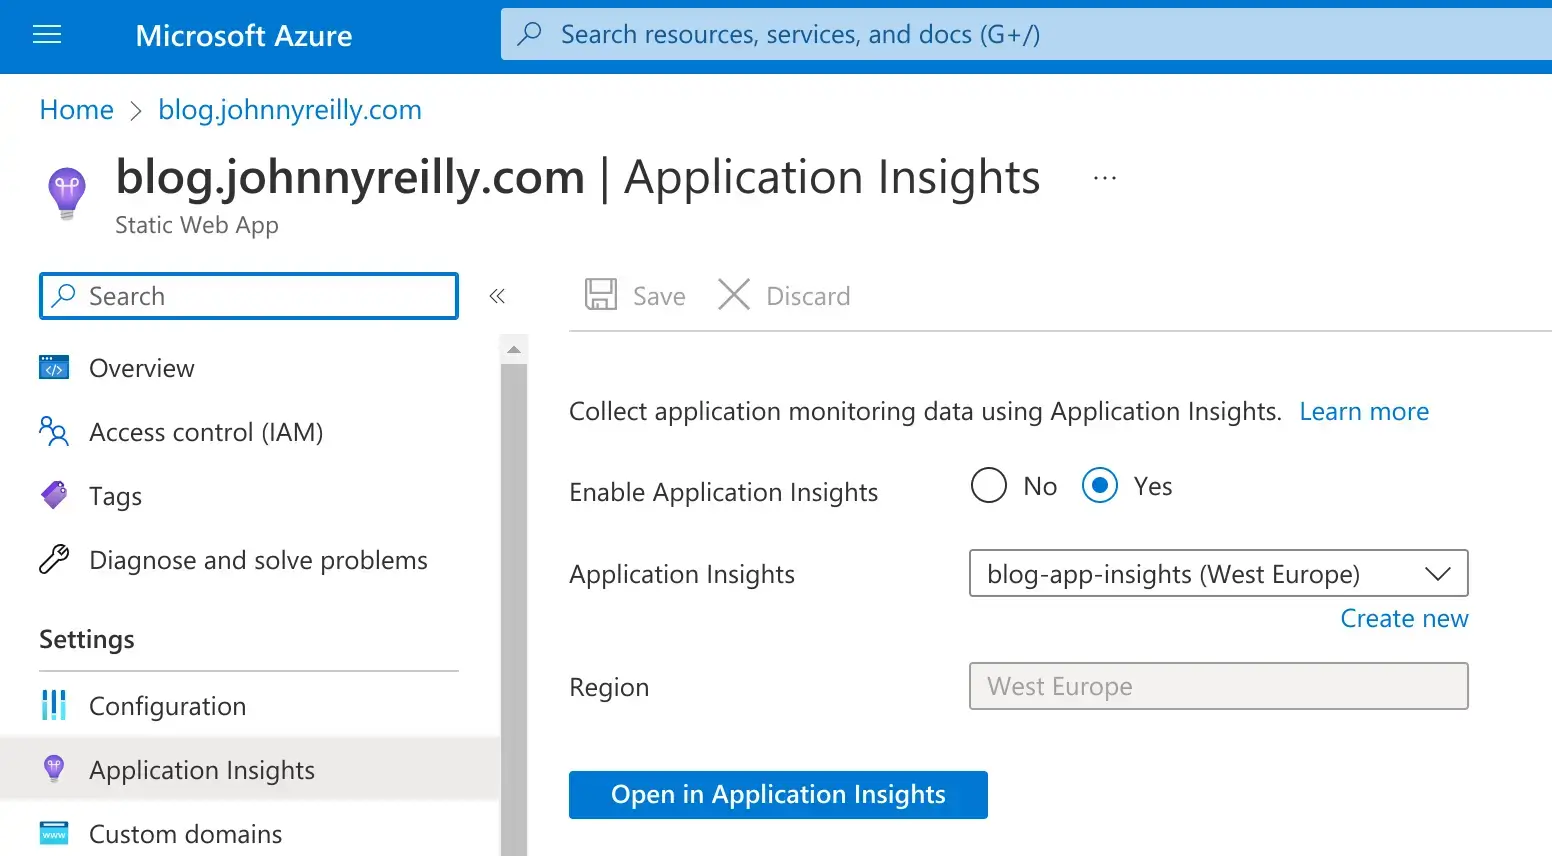 Microsoft Azure
Search resources, services, and docs (G+/)
Home > blog.johnnyreilly.com
blog.johnnyreilly.com | Application Insights ...
Static Web App
Search
«
Save
Discard
Overview
Access control (IAM)
Tags
Diagnose and solve problems
Settings
Configuration
Application Insights
www Custom domains
Collect application monitoring data using Application Insights. Learn more
Enable Application Insights No Yes
Application Insights blog-app-insights (West Europe)
Create new
Region West Europe
Open in Application Insights